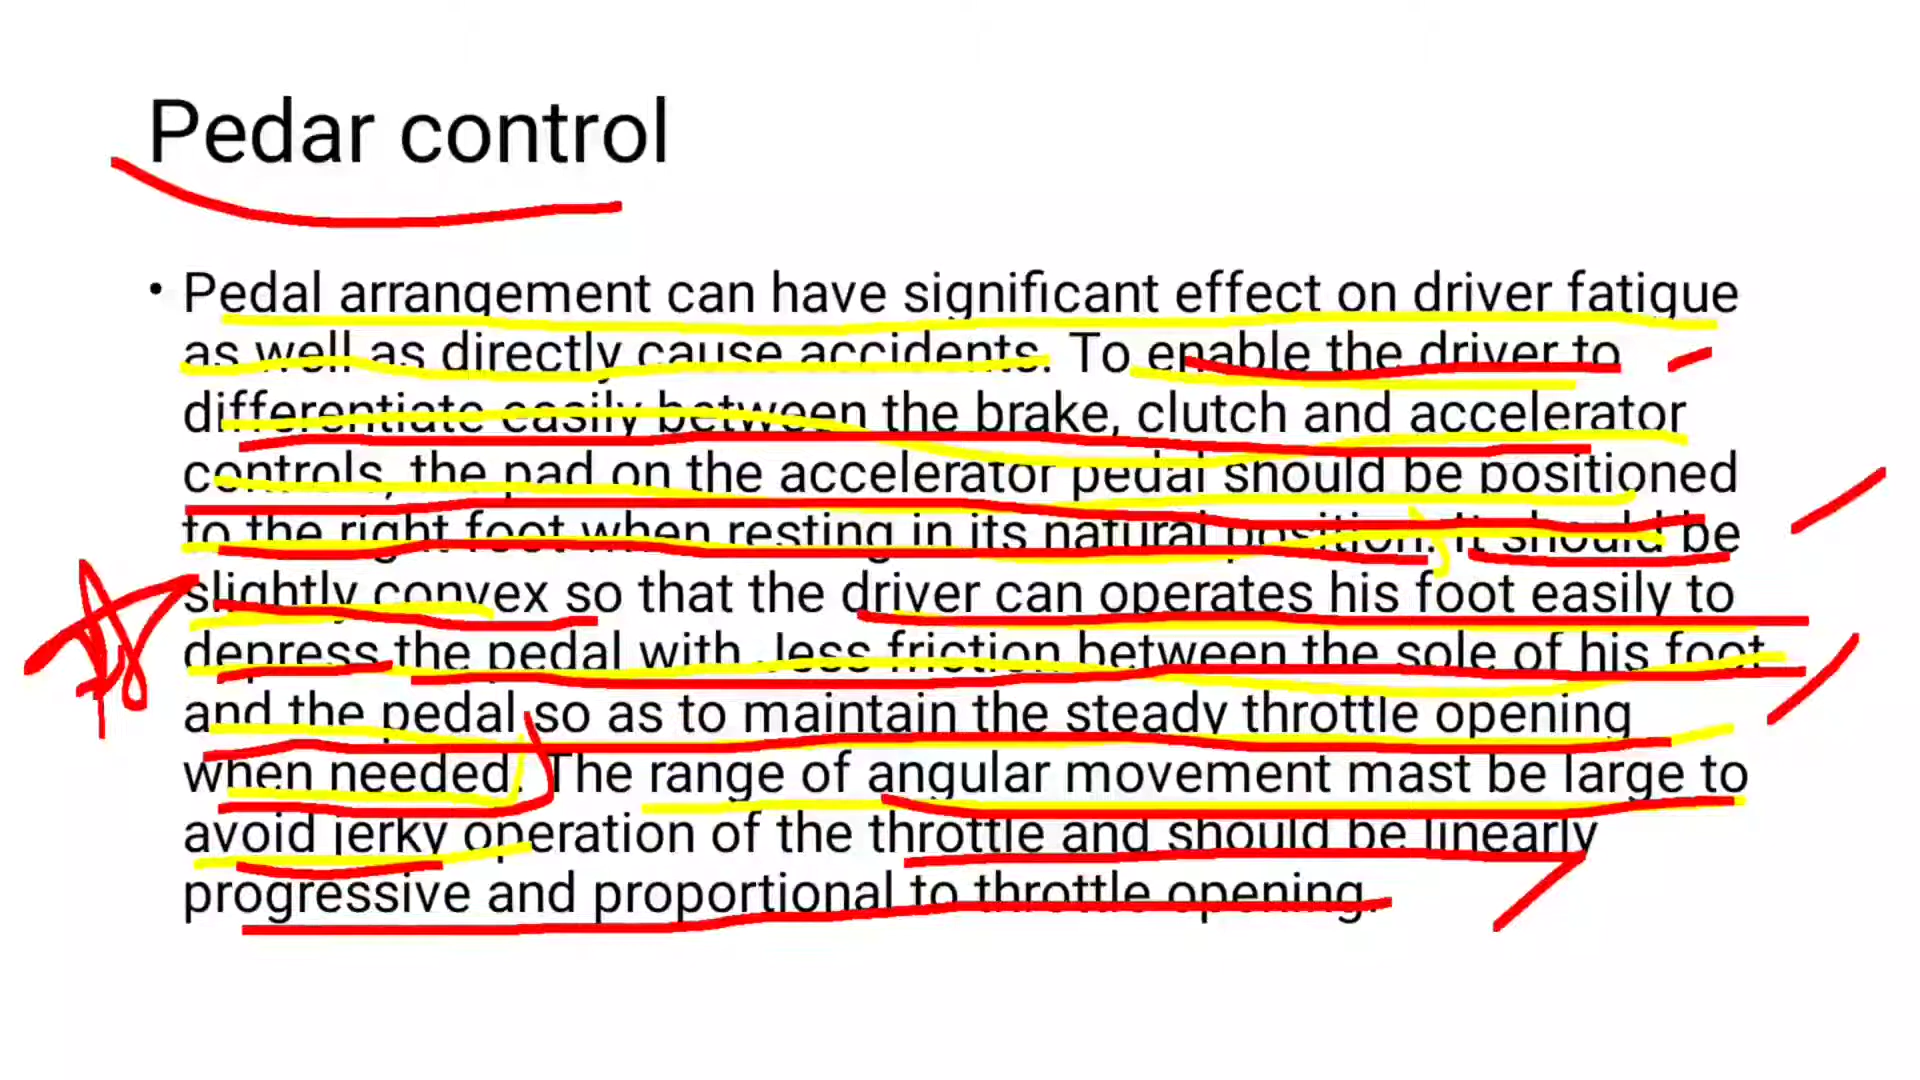 Pedar control
• Pedal arrangement can have significant effect on driver fatigue
as well as directly cause accidents. To enable the driver to
differentiate easily between the brake, clutch and accelerator
controls, the pad on the accelerator pedal should be positioned
to the right foot when resting in its natural position. It should be
slightly convex so that the driver can operates his foot easily to
depress the pedal with less friction between the sole of his foot
and the pedal so as to maintain the steady throttle opening
when needed. The range of angular movement mast be large to
avoid jerky operation of the throttle and should be linearly
progressive and proportional to throttle opening.